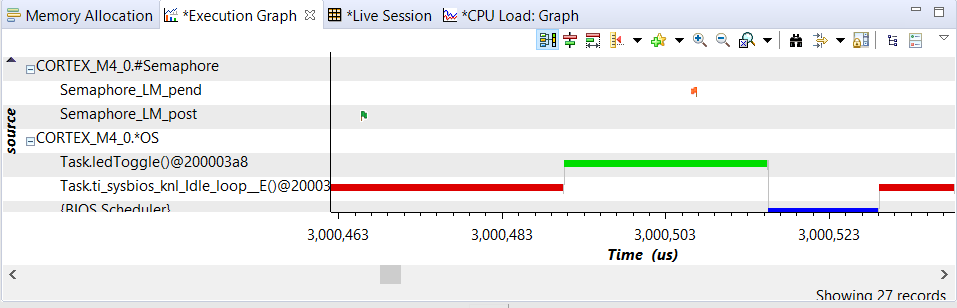 Memory Allocation *Execution Graph *Live Session *CPU Load: Graph
source
CORTEX_M4_0.#Semaphore
Semaphore_LM_pend
Semaphore_LM_post
CORTEX_M4_0.*OS
Task.ledToggle()@200003a8
Task.ti_sysbios_knl_Idle_loop__E()@20003
{BIOS Scheduler}
3,000,463 3,000,483 3,000,503 3,000,523
Time (us)
Showing 27 records